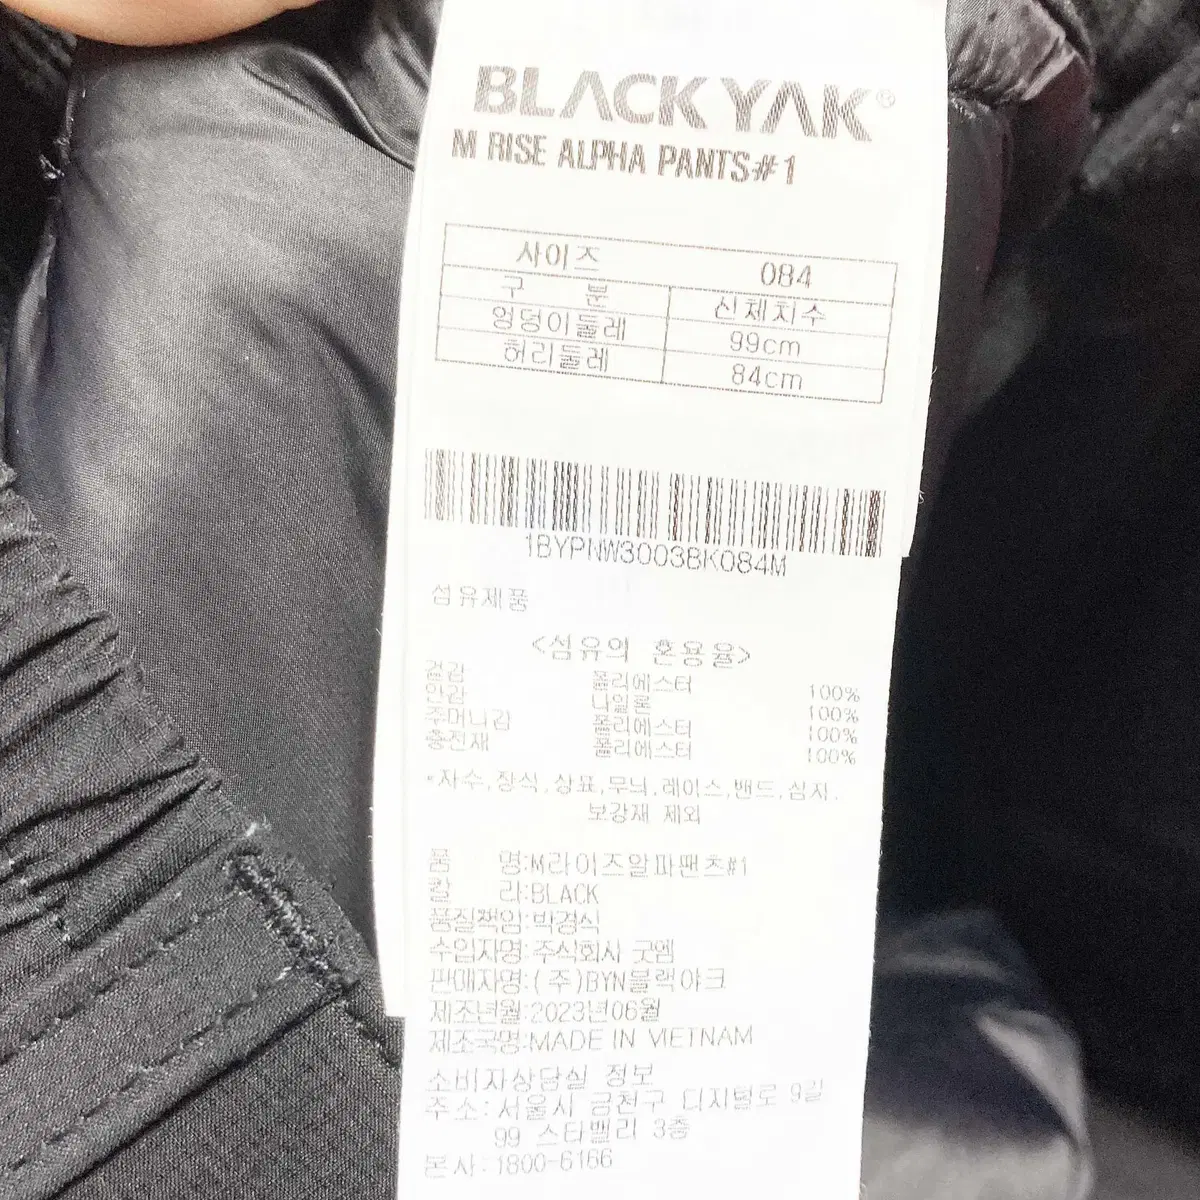 BLACKYAK®
M RISE ALPHA PANTS#1
사이즈 084
구 분 신체치수
엉덩이둘레 99cm
허리둘레 84cm
1BYPNW3003BK084M
섬유제품
<섬유의 혼용율>
겉감 폴리에스터 100%
안감 나일론 100%
주머니감 폴리에스터 100%
충전재 폴리에스터 100%
*자수,장식,상표,무늬,레이스,밴드,심지,
보강재 제외
품 명:M라이즈알파팬츠#1
칼 라:BLACK
품질책임:박경식
수입자명:주식회사 굿엠
판매자명:(주)BYN블랙야크
제조년월:2023년06월
제조국명:MADE IN VIETNAM
소비자상담실 정보
주소:서울시 금천구 디지털로 9길
99 스타밸리 3층
본사:1800-6166